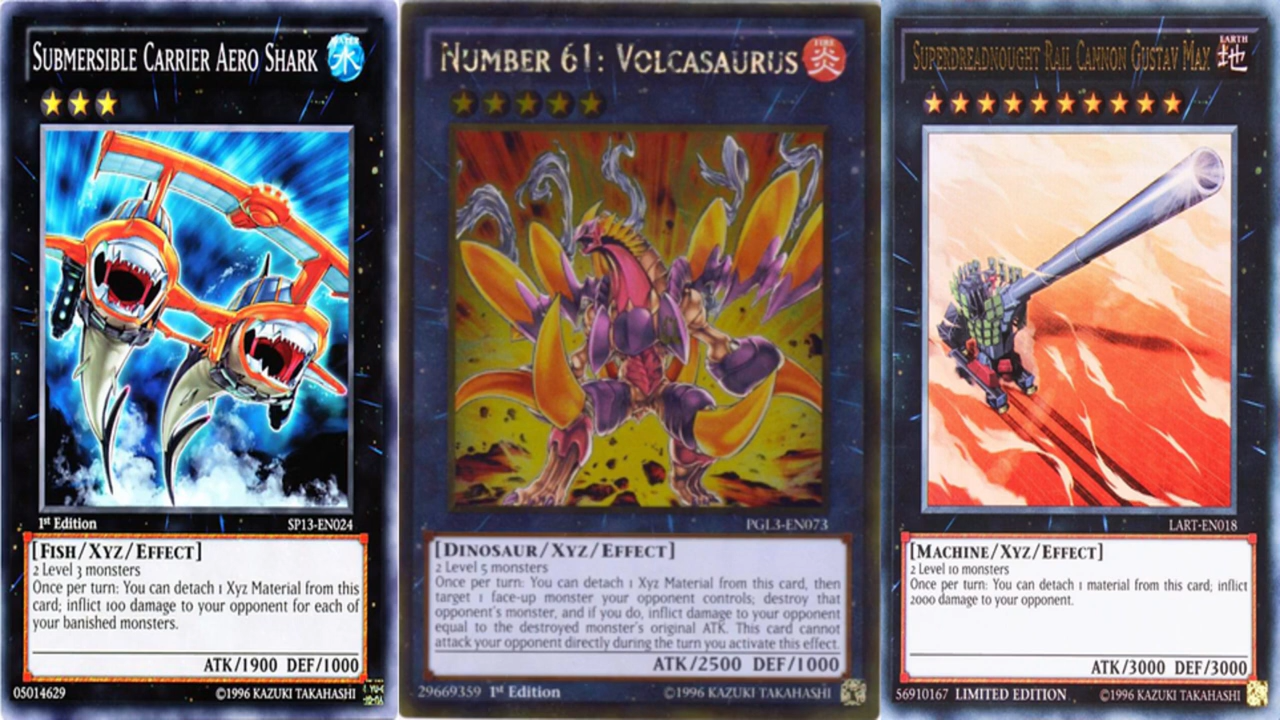 SUBMERSIBLE CARRIER AERO SHARK
WATER
水
1st Edition
SP13-EN024
[FISH/XYZ/EFFECT]
2 Level 3 monsters
Once per turn: You can detach 1 Xyz Material from this
card; inflict 100 damage to your opponent for each of
your banished monsters.
ATK/1900 DEF/1000
05014629
©1996 KAZUKI TAKAHASHI
NUMBER 61: VOLCASAURUS
FIRE
炎
PGL3-EN073
[DINOSAUR/XYZ/EFFECT]
2 Level 5 monsters
Once per turn: You can detach 1 Xyz Material from this card, then
target 1 face-up monster your opponent controls; destroy that
opponent's monster, and if you do, inflict damage to your opponent
equal to the destroyed monster's original ATK. This card cannot
attack your opponent directly during the turn you activate this effect.
ATK/2500 DEF/1000
29669359 1st Edition
©1996 KAZUKI TAKAHASHI
SUPERDREADNOUGHT RAIL CANNON GUSTAV MAX
EARTH
地
LART-EN018
[MACHINE/XYZ/EFFECT]
2 Level 10 monsters
Once per turn: You can detach 1 material from this card; inflict
2000 damage to your opponent.
ATK/3000 DEF/3000
56910167 LIMITED EDITION
©1996 KAZUKI TAKAHASHI